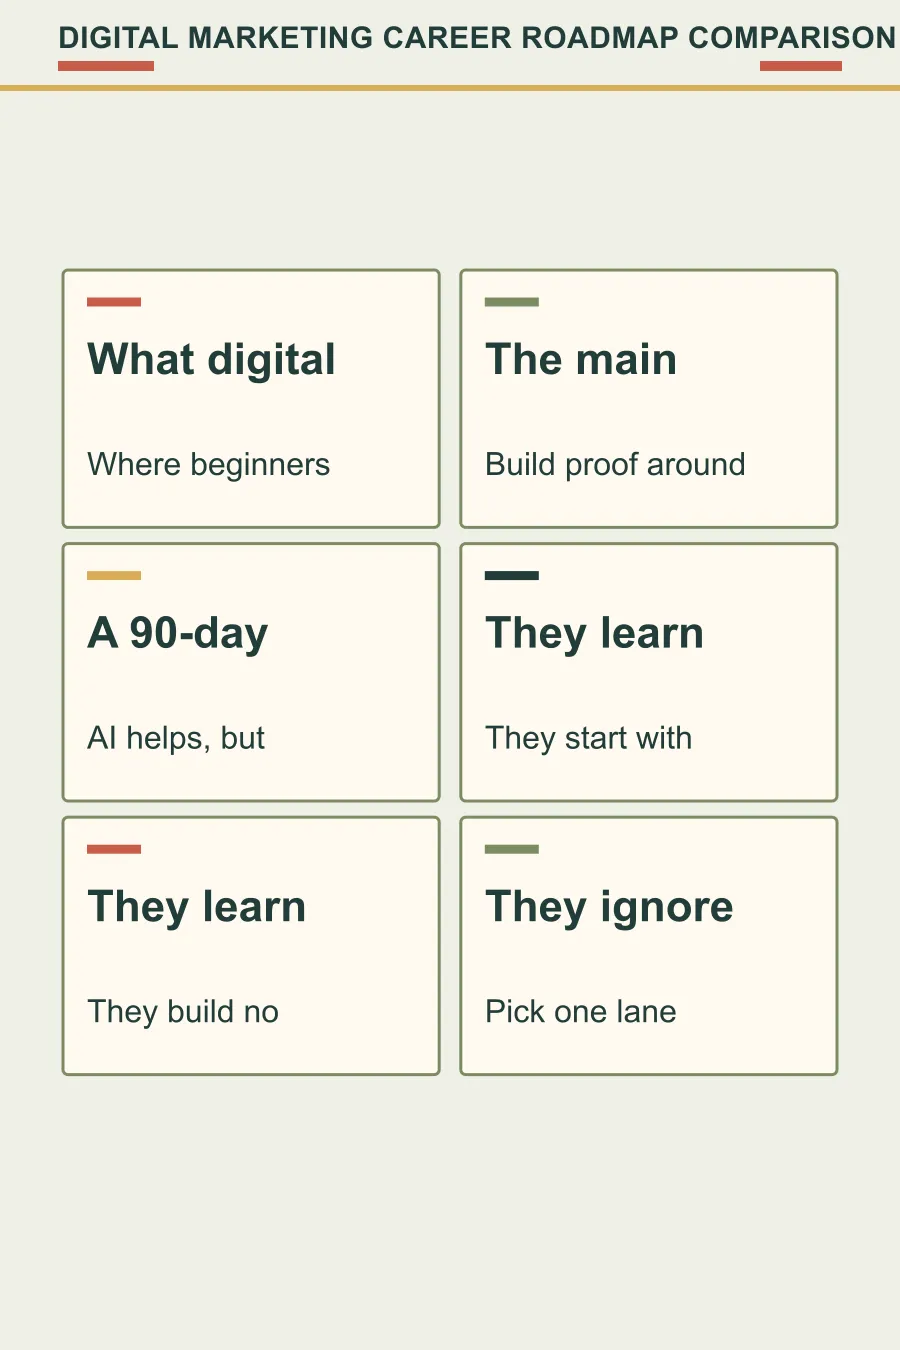 DIGITAL MARKETING CAREER ROADMAP COMPARISON
What digital
Where beginners
The main
Build proof around
A 90-day
AI helps, but
They learn
They start with
They learn
They build no
They ignore
Pick one lane